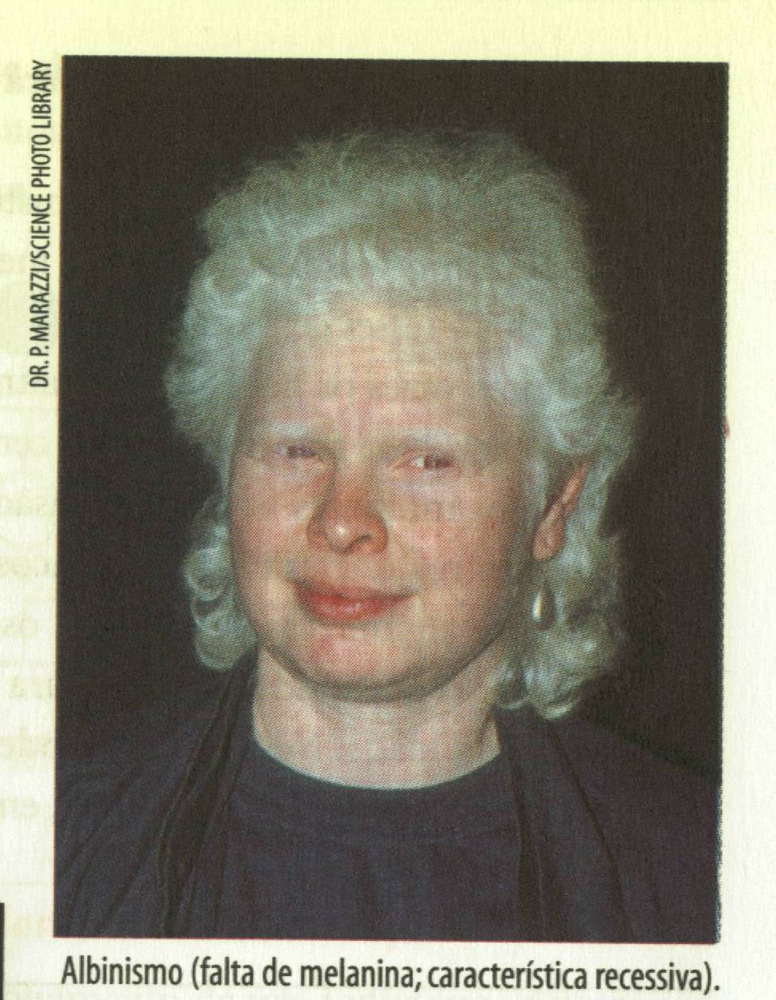 DR. P. MARAZZI/SCIENCE PHOTO LIBRARY
Albinismo (falta de melanina; característica recessiva).